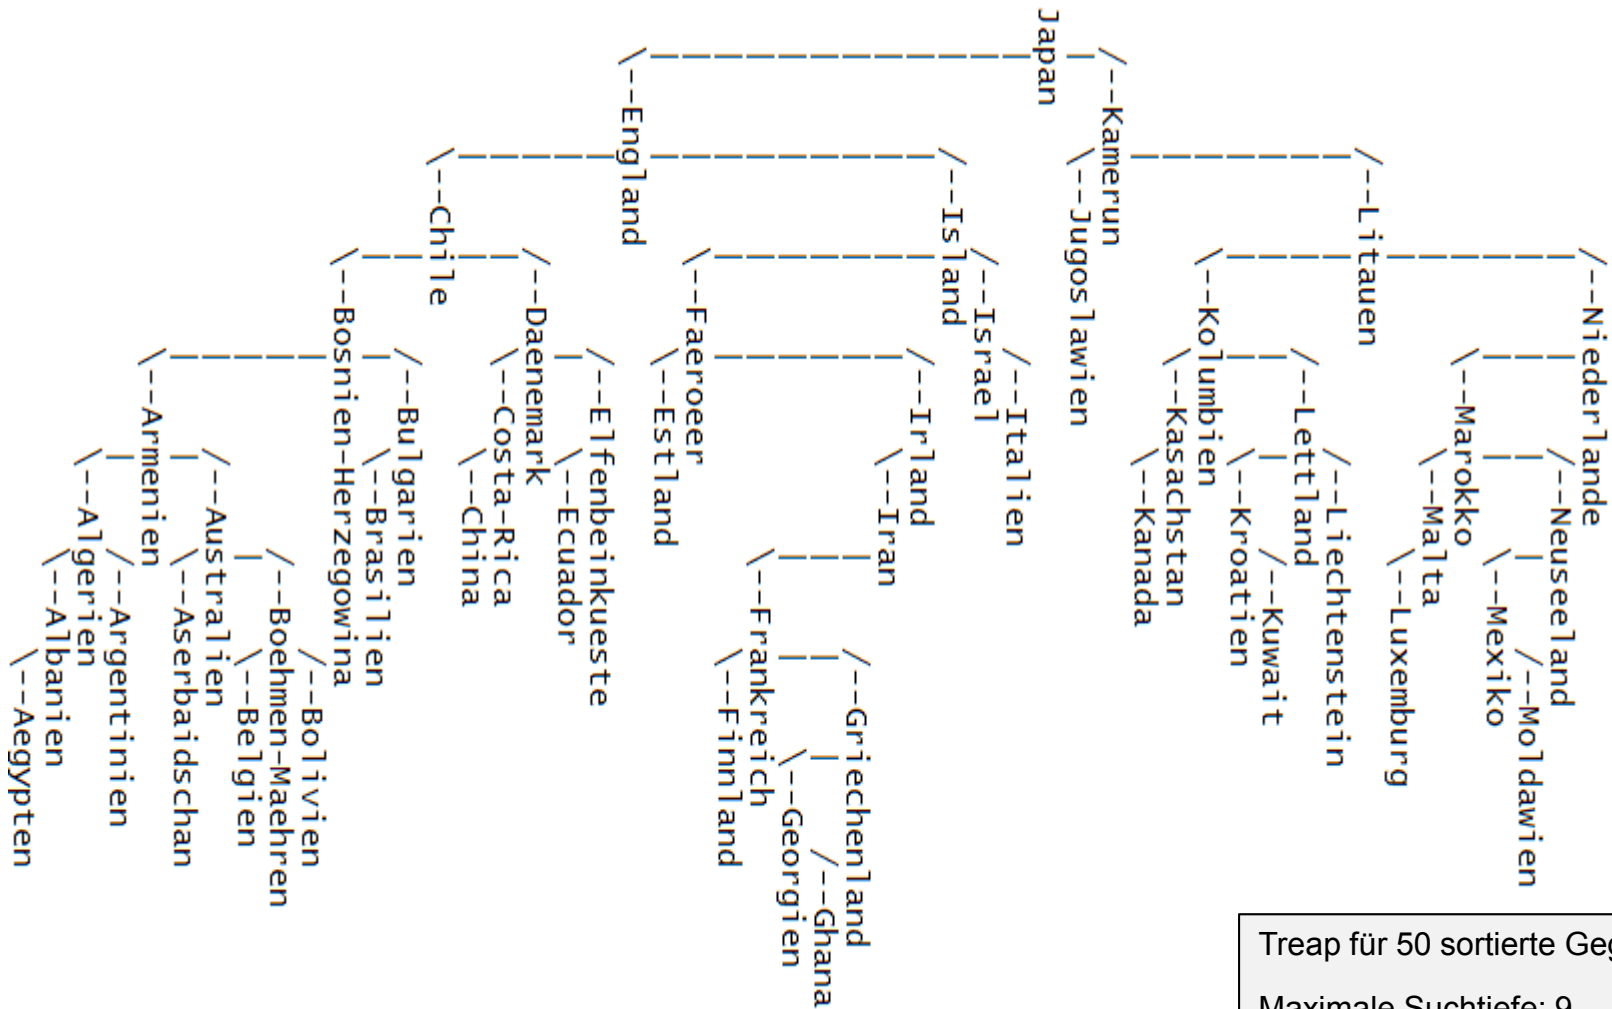 Japan
--England
--Kamerun
--Chile
--Island
--Jugoslawien
--Litauen
--Bosnien-Herzegowina
--Daenemark
--Faeroeer
--Israel
--Kolumbien
--Niederlande
--Armenien
--Bulgarien
--Costa-Rica
--Elfenbeinkueste
--Estland
--Irland
--Italien
--Kasachstan
--Lettland
--Marokko
--Algerien
--Australien
--Brasilien
--China
--Ecuador
--Iran
--Kanada
--Kroatien
--Liechtenstein
--Malta
--Neuseeland
--Albanien
--Argentinien
--Aserbaidschan
--Boehmen-Maehren
--Frankreich
--Kuwait
--Luxemburg
--Mexiko
--Aegypten
--Belgien
--Bolivien
--Finnland
--Griechenland
--Moldawien
--Georgien
--Ghana
Treap für 50 sortierte Geg
Maximale Suchtiefe: 9